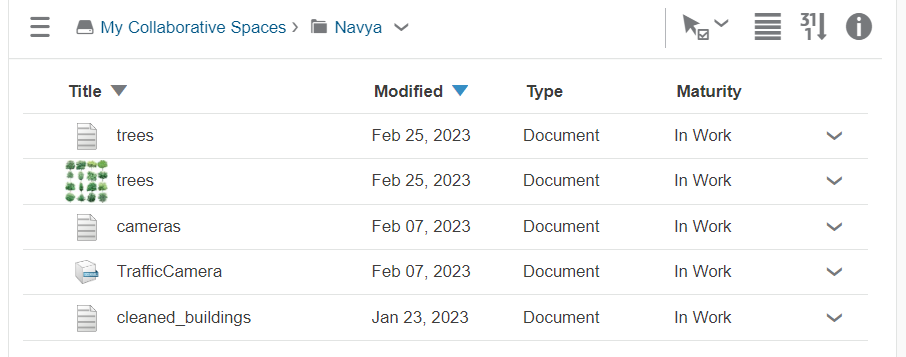 My Collaborative Spaces › Navya
31
1
Title Modified Type Maturity
trees Feb 25, 2023 Document In Work
trees Feb 25, 2023 Document In Work
cameras Feb 07, 2023 Document In Work
TrafficCamera Feb 07, 2023 Document In Work
cleaned_buildings Jan 23, 2023 Document In Work